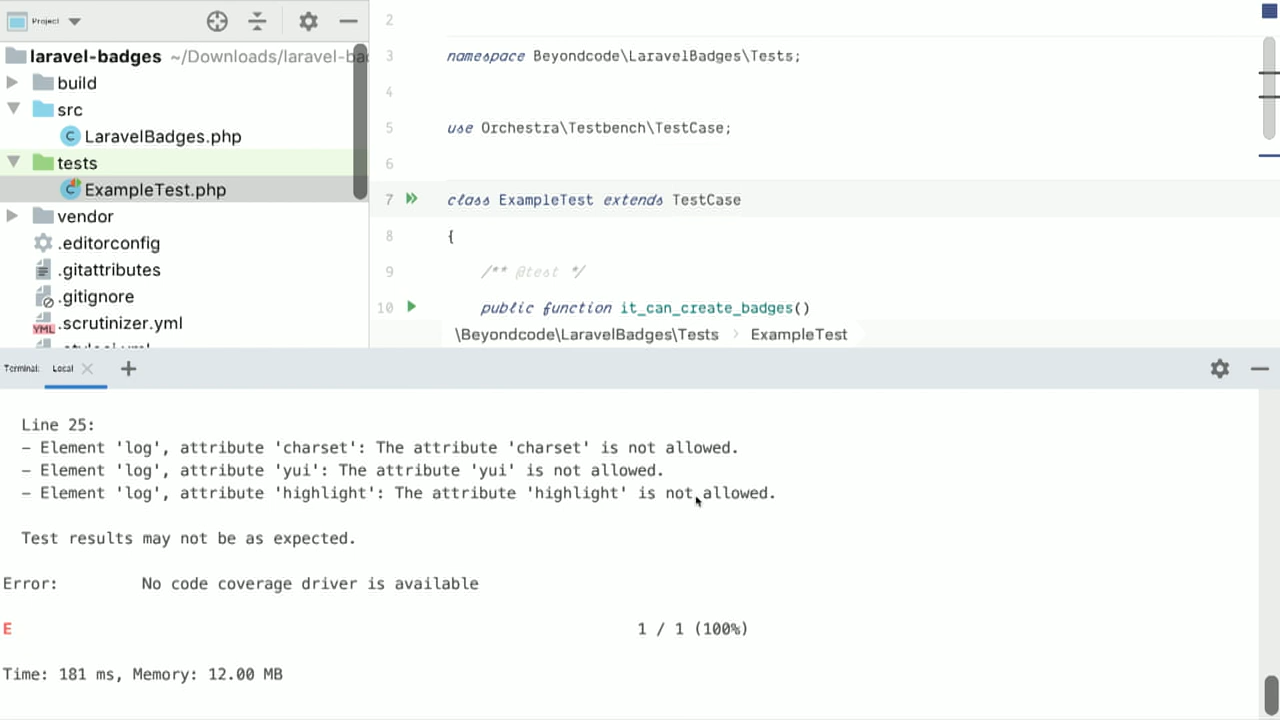 Project
laravel-badges ~/Downloads/laravel-ba
build
src
LaravelBadges.php
tests
ExampleTest.php
vendor
.editorconfig
.gitattributes
.gitignore
.scrutinizer.yml
2
3 namespace Beyondcode\LaravelBadges\Tests;
4
5 use Orchestra\Testbench\TestCase;
6
7 class ExampleTest extends TestCase
8 {
9 /** @test */
10 public function it_can_create_badges()
\Beyondcode\LaravelBadges\Tests > ExampleTest
Terminal: Local
Line 25:
- Element 'log', attribute 'charset': The attribute 'charset' is not allowed.
- Element 'log', attribute 'yui': The attribute 'yui' is not allowed.
- Element 'log', attribute 'highlight': The attribute 'highlight' is not allowed.
Test results may not be as expected.
Error: No code coverage driver is available
E 1 / 1 (100%)
Time: 181 ms, Memory: 12.00 MB